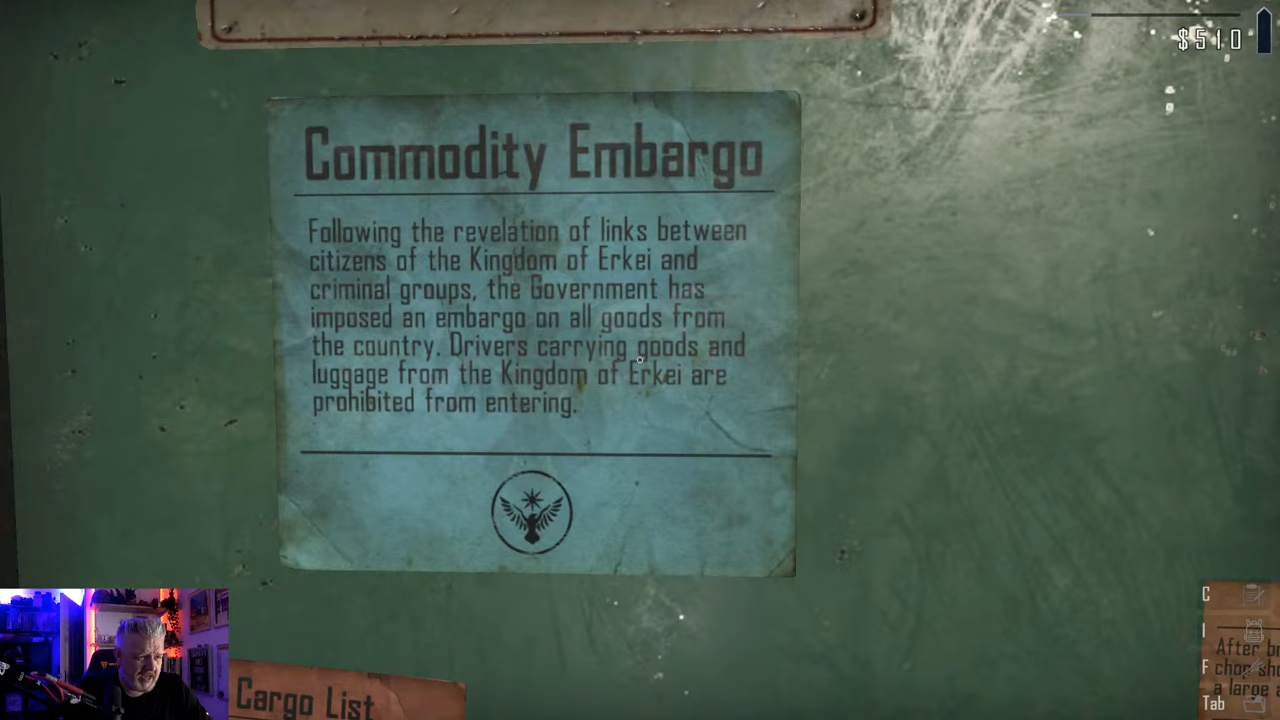 $510
Commodity Embargo
Following the revelation of links between
citizens of the Kingdom of Erkei and
criminal groups, the Government has
imposed an embargo on all goods from
the country. Drivers carrying goods and
luggage from the Kingdom of Erkei are
prohibited from entering.
Cargo List
C
I
F
Tab
After
chop
a large